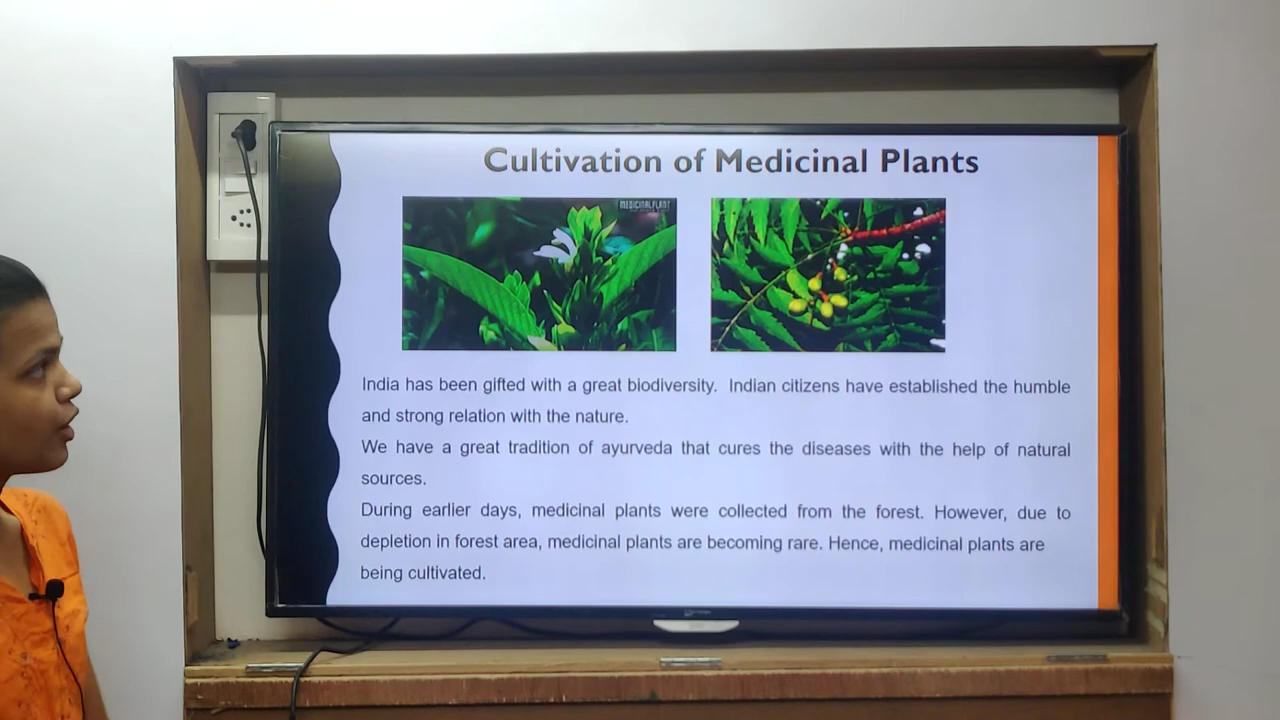 Cultivation of Medicinal Plants
MEDICINALPLANT
India has been gifted with a great biodiversity. Indian citizens have established the humble
and strong relation with the nature.
We have a great tradition of ayurveda that cures the diseases with the help of natural
sources.
During earlier days, medicinal plants were collected from the forest. However, due to
depletion in forest area, medicinal plants are becoming rare. Hence, medicinal plants are
being cultivated.